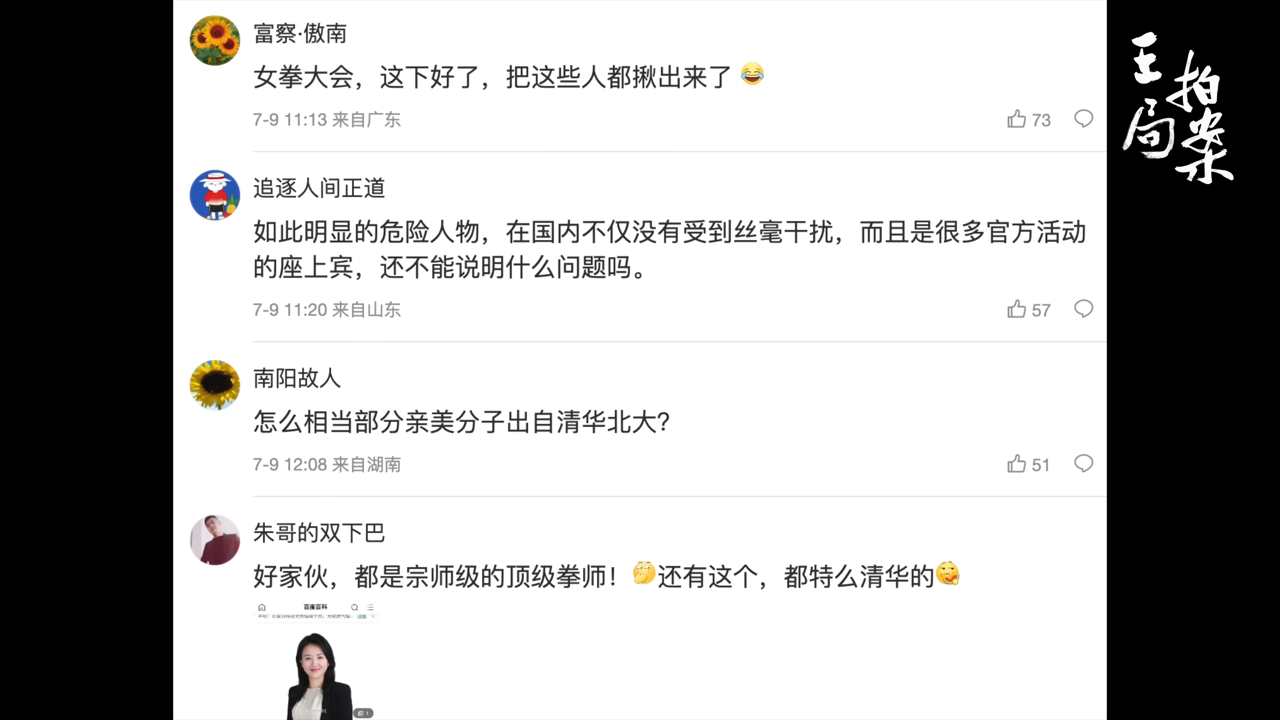 富察·傲南
女拳大会，这下好了，把这些人都揪出来了
7-9 11:13 来自广东
73
追逐人间正道
如此明显的危险人物，在国内不仅没有受到丝毫干扰，而且是很多官方活动
的座上宾，还不能说明什么问题吗。
7-9 11:20 来自山东
57
南阳故人
怎么相当部分亲美分子出自清华北大？
7-9 12:08 来自湖南
51
朱哥的双下巴
好家伙，都是宗师级的顶级拳师！还有这个，都特么清华的
百度百科
王局拍案